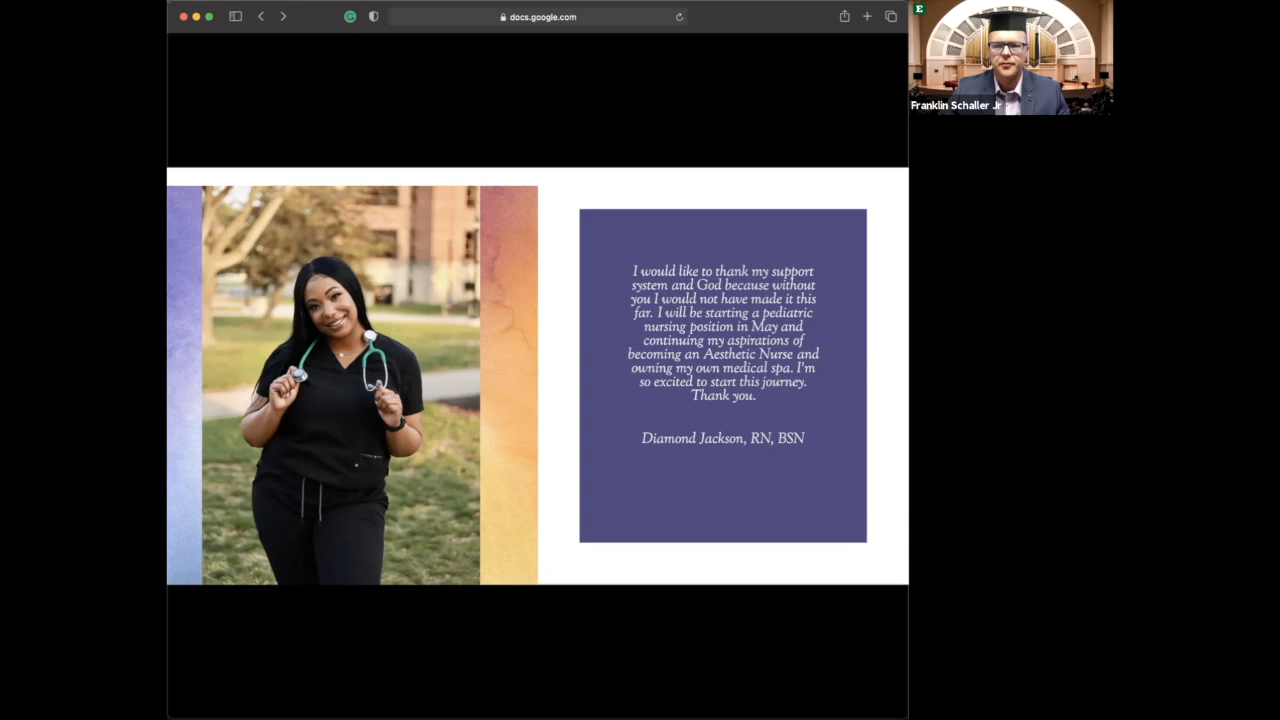 docs.google.com
E
Franklin Schaller Jr
I would like to thank my support
system and God because without
you I would not have made it this
far. I will be starting a pediatric
nursing position in May and
continuing my aspirations of
becoming an Aesthetic Nurse and
owning my own medical spa. I'm
so excited to start this journey.
Thank you.
Diamond Jackson, RN, BSN